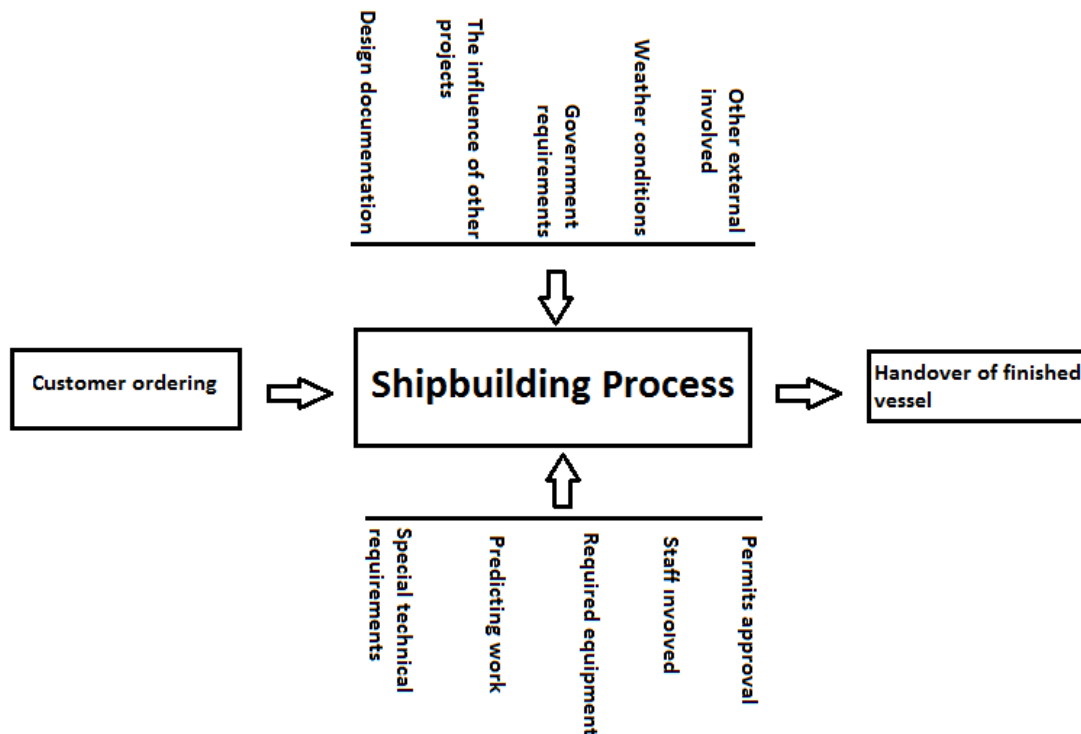 Design documentation
The influence of other
projects
Government
requirements
Weather conditions
Other external
involved
Customer ordering
Shipbuilding Process
Handover of finished
vessel
Special technical
requirements
Predicting work
Required equipment
Staff involved
Permits approval